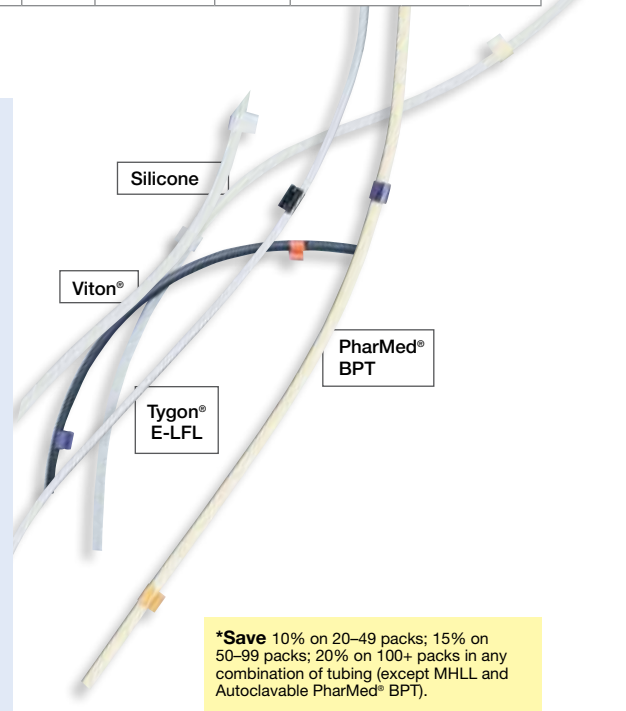 Silicone
Viton®
PharMed®
BPT
Tygon®
E-LFL
*Save 10% on 20–49 packs; 15% on
50–99 packs; 20% on 100+ packs in any
combination of tubing (except MHLL and
Autoclavable PharMed® BPT).